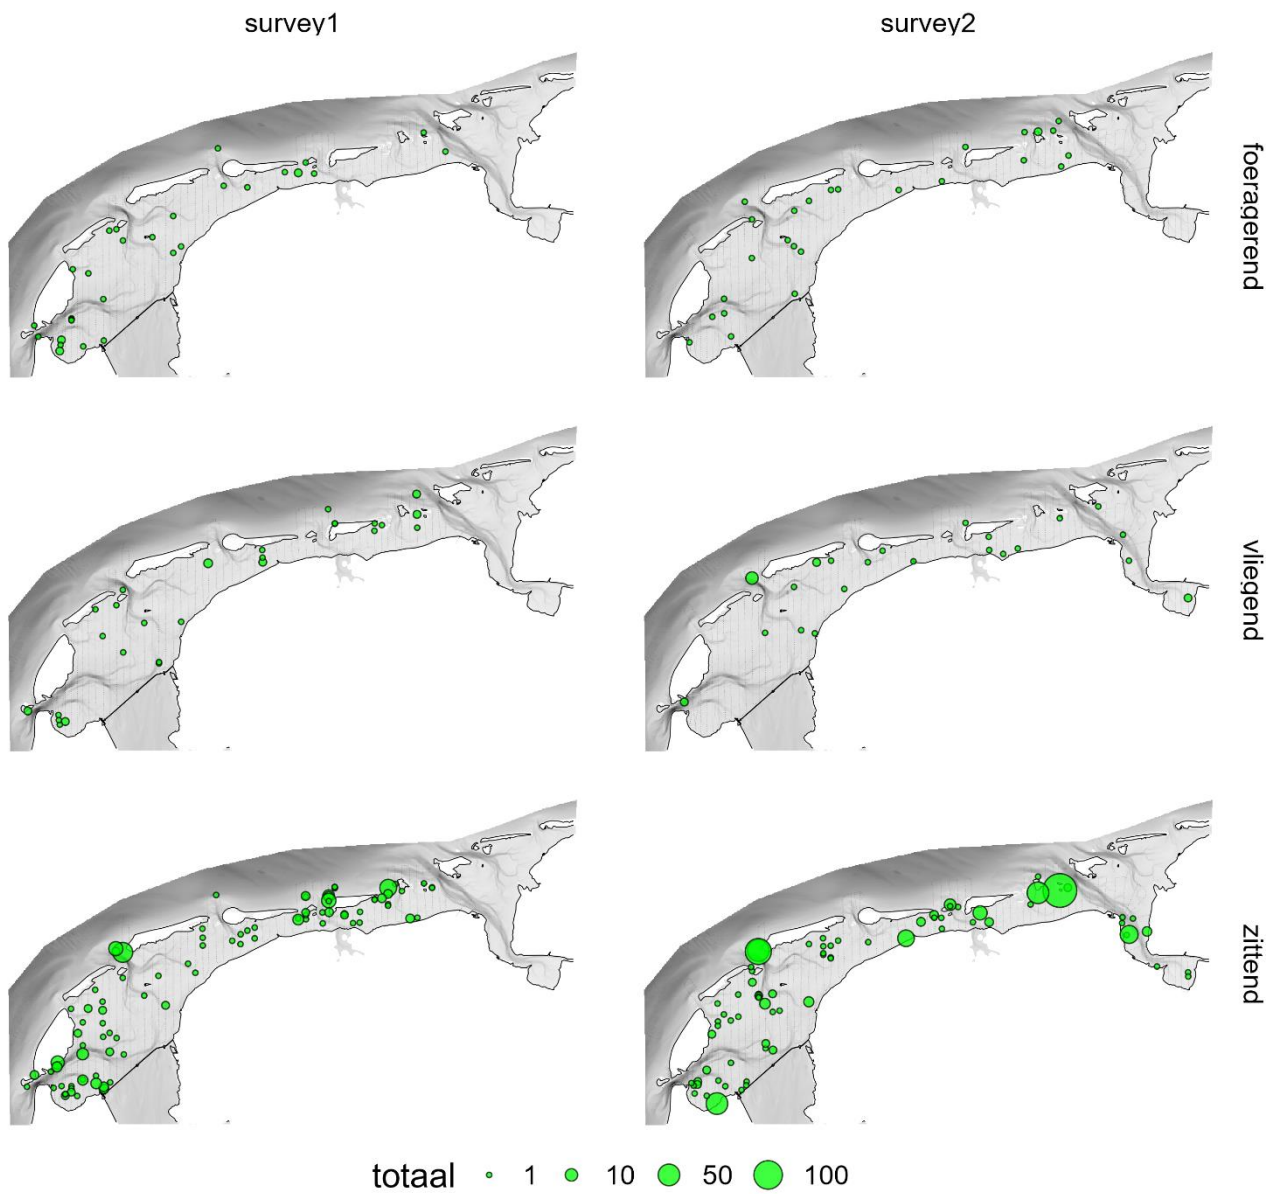 survey1
survey2
foeragerend
vliegend
zittend
totaal 1 10 50 100